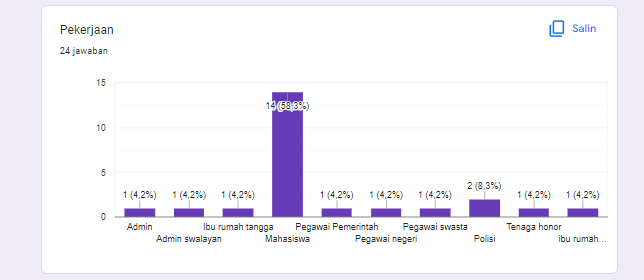 Pekerjaan
Salin
24 jawaban
15
10
5
0
1 (4,2%)
1 (4,2%)
1 (4,2%)
14 (58,3%)
1 (4,2%)
1 (4,2%)
1 (4,2%)
2 (8,3%)
1 (4,2%)
1 (4,2%)
Admin
Admin swalayan
Ibu rumah tangga
Mahasiswa
Pegawai Pemerintah
Pegawai negeri
Pegawai swasta
Polisi
Tenaga honor
ibu rumah...